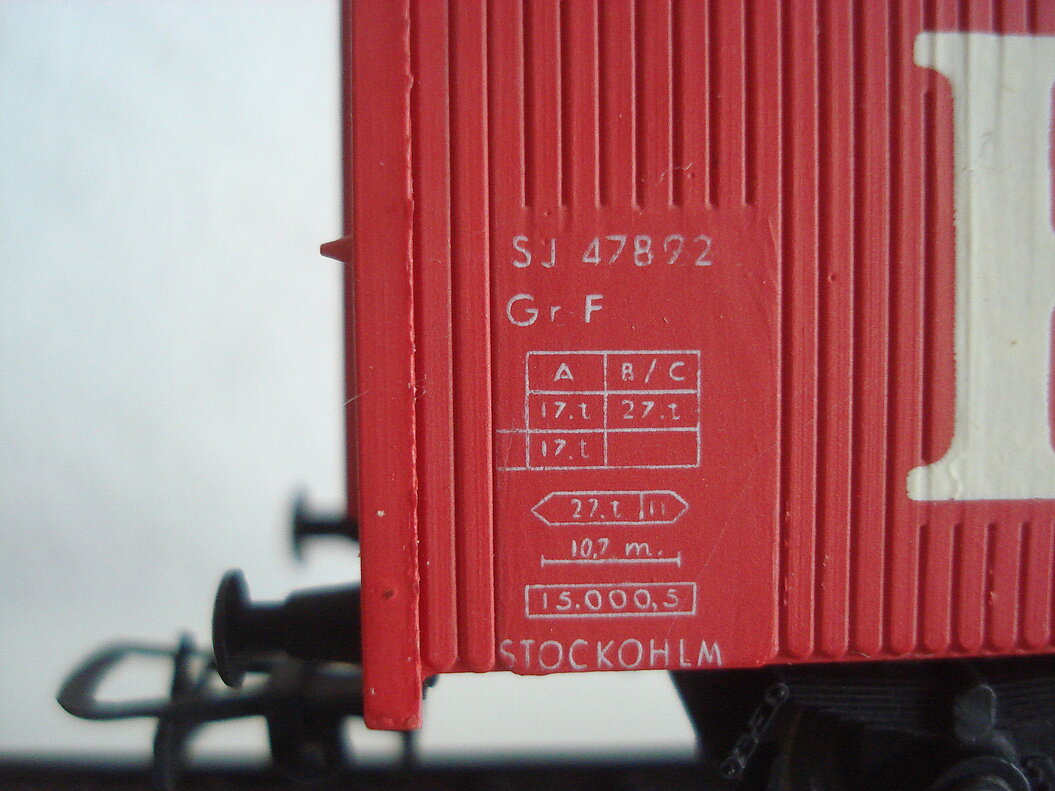 SJ 47892
Gr F
A B/C
17.t 27.t
17.t
27.t
10,7 m.
15.000,5
STOCKOHLM